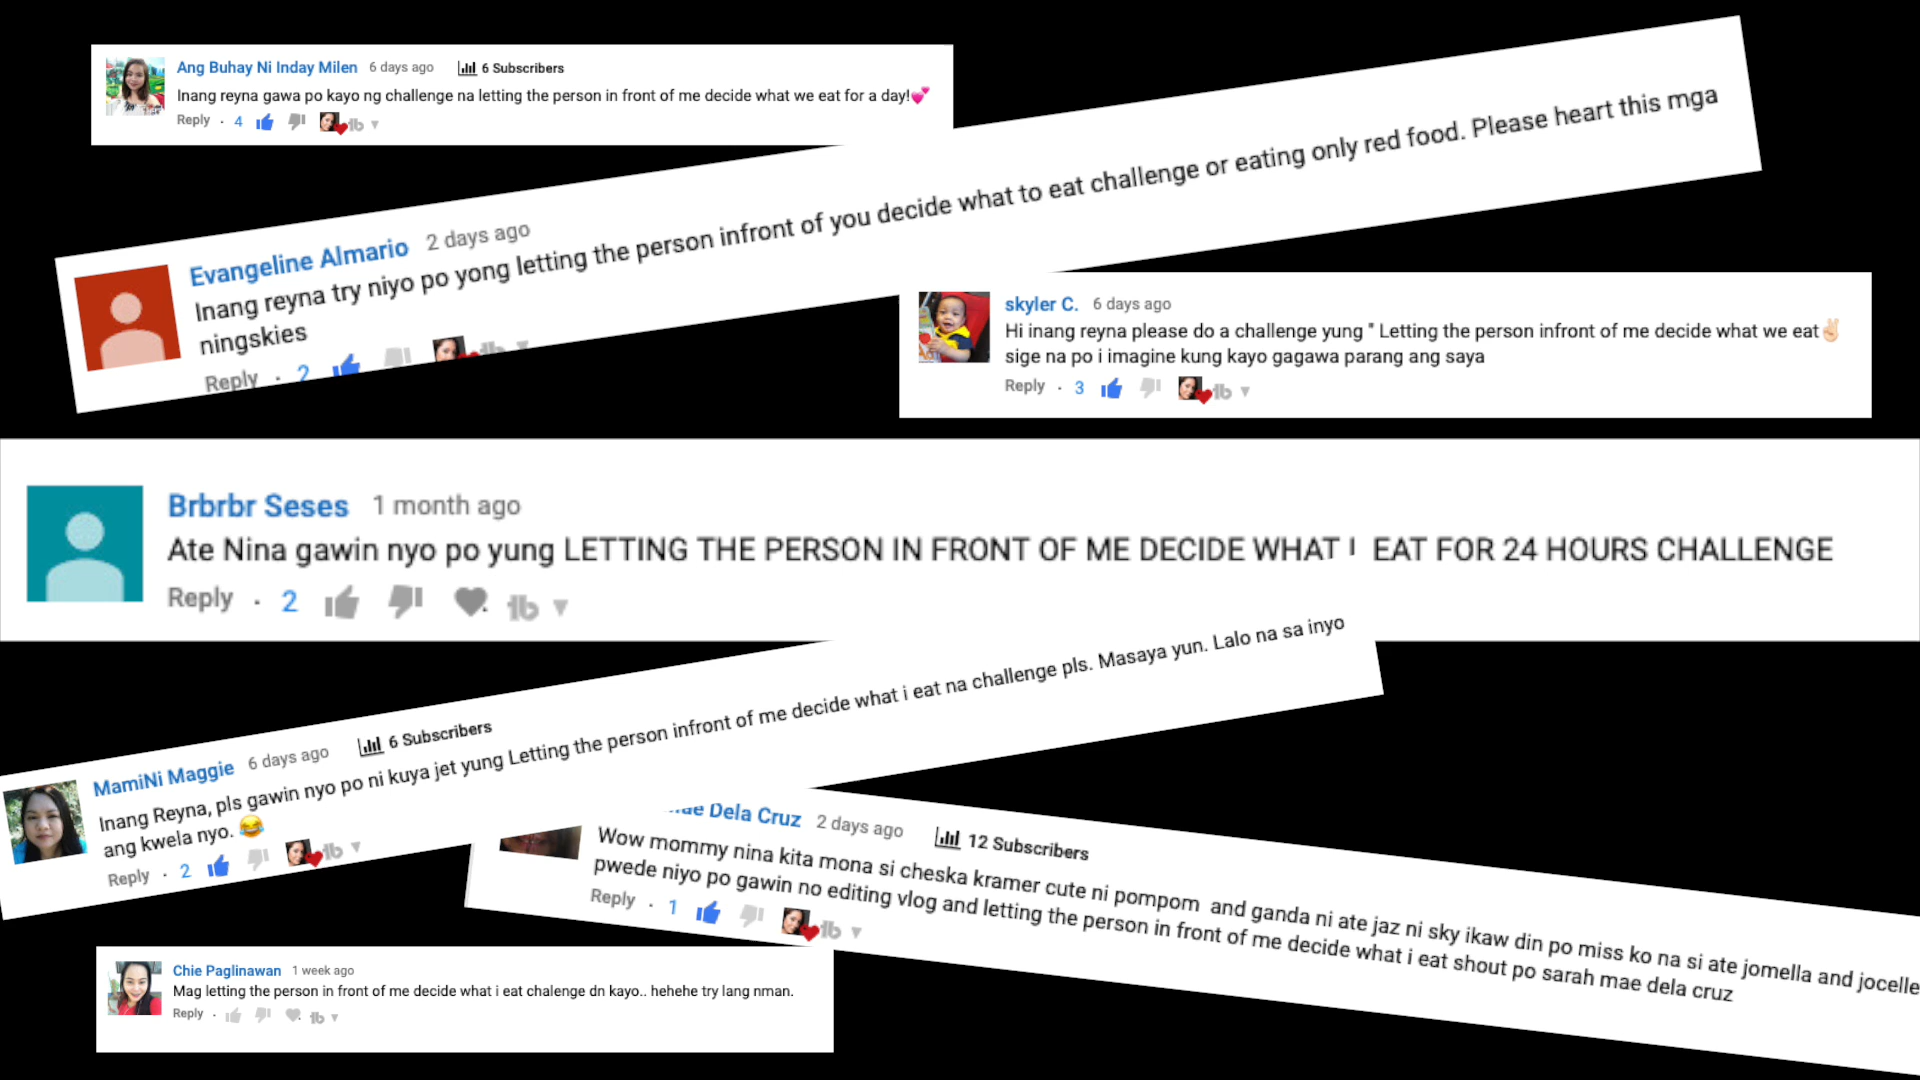 Ang Buhay Ni Inday Milen 6 days ago 6 Subscribers
Inang reyna gawa po kayo ng challenge na letting the person in front of me decide what we eat for a day!💕
Reply · 4
Evangeline Almario 2 days ago
Inang reyna try niyo po yong letting the person infront of you decide what to eat challenge or eating only red food. Please heart this mga
ningskies
Reply · 2
skyler C. 6 days ago
Hi inang reyna please do a challenge yung " Letting the person infront of me decide what we eat✌🏻
sige na po i imagine kung kayo gagawa parang ang saya
Reply · 3
Brbrbr Seses 1 month ago
Ate Nina gawin nyo po yung LETTING THE PERSON IN FRONT OF ME DECIDE WHAT I EAT FOR 24 HOURS CHALLENGE
Reply · 2
MamiNi Maggie 6 days ago 6 Subscribers
Inang Reyna, pls gawin nyo po ni kuya jet yung Letting the person infront of me decide what i eat na challenge pls. Masaya yun. Lalo na sa inyo
ang kwela nyo. 😂
Reply · 2
Dela Cruz 2 days ago 12 Subscribers
Wow mommy nina kita mona si cheska kramer cute ni pompom and ganda ni ate jaz ni sky ikaw din po miss ko na si ate jomella and jocelle
pwede niyo po gawin no editing vlog and letting the person in front of me decide what i eat shout po sarah mae dela cruz
Reply · 1
Chie Paglinawan 1 week ago
Mag letting the person in front of me decide what i eat chalenge dn kayo.. hehehe try lang nman.
Reply ·